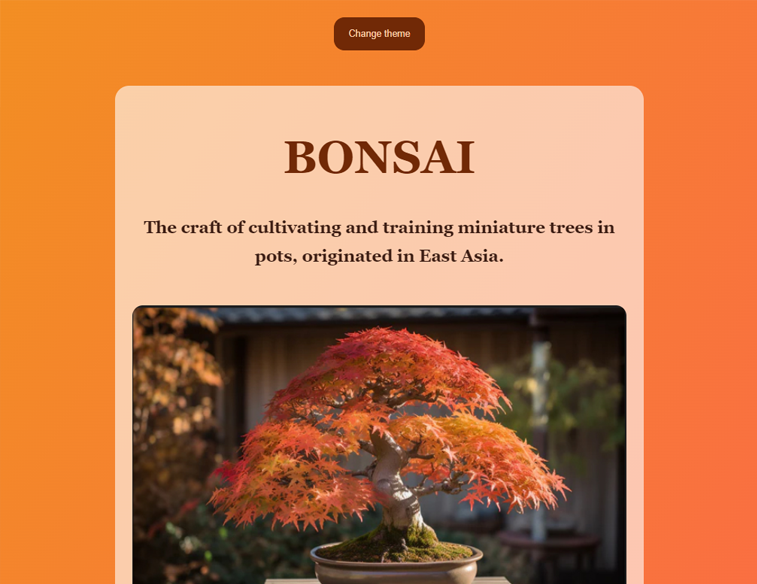 Change theme
BONSAI
The craft of cultivating and training miniature trees in
pots, originated in East Asia.